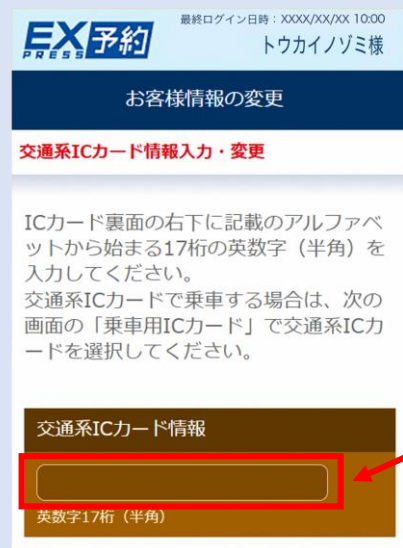 最終ログイン日時：XXXX/XX/XX 10:00
EX予約
PRESS
トウカイノゾミ様
お客様情報の変更
交通系ICカード情報入力・変更
ICカード裏面の右下に記載のアルファベ
ットから始まる17桁の英数字（半角）を
入力してください。
交通系ICカードで乗車する場合は、次の
画面の「乗車用ICカード」で交通系ICカ
ードを選択してください。
交通系ICカード情報
英数字17桁（半角）